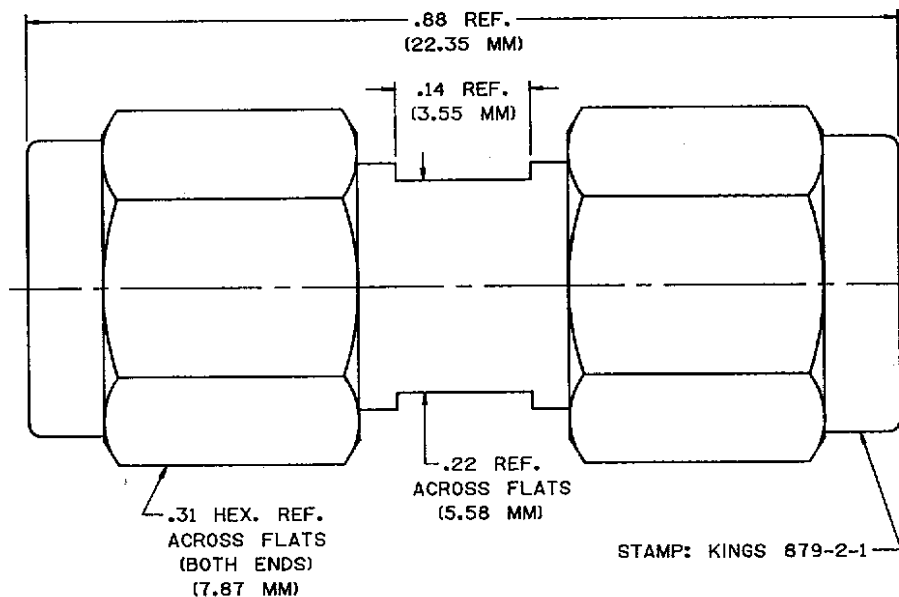 .88 REF.
(22.35 MM)
.14 REF.
(3.55 MM)
.22 REF.
ACROSS FLATS
(5.58 MM)
.31 HEX. REF.
ACROSS FLATS
(BOTH ENDS)
(7.87 MM)
STAMP: KINGS 879-2-1